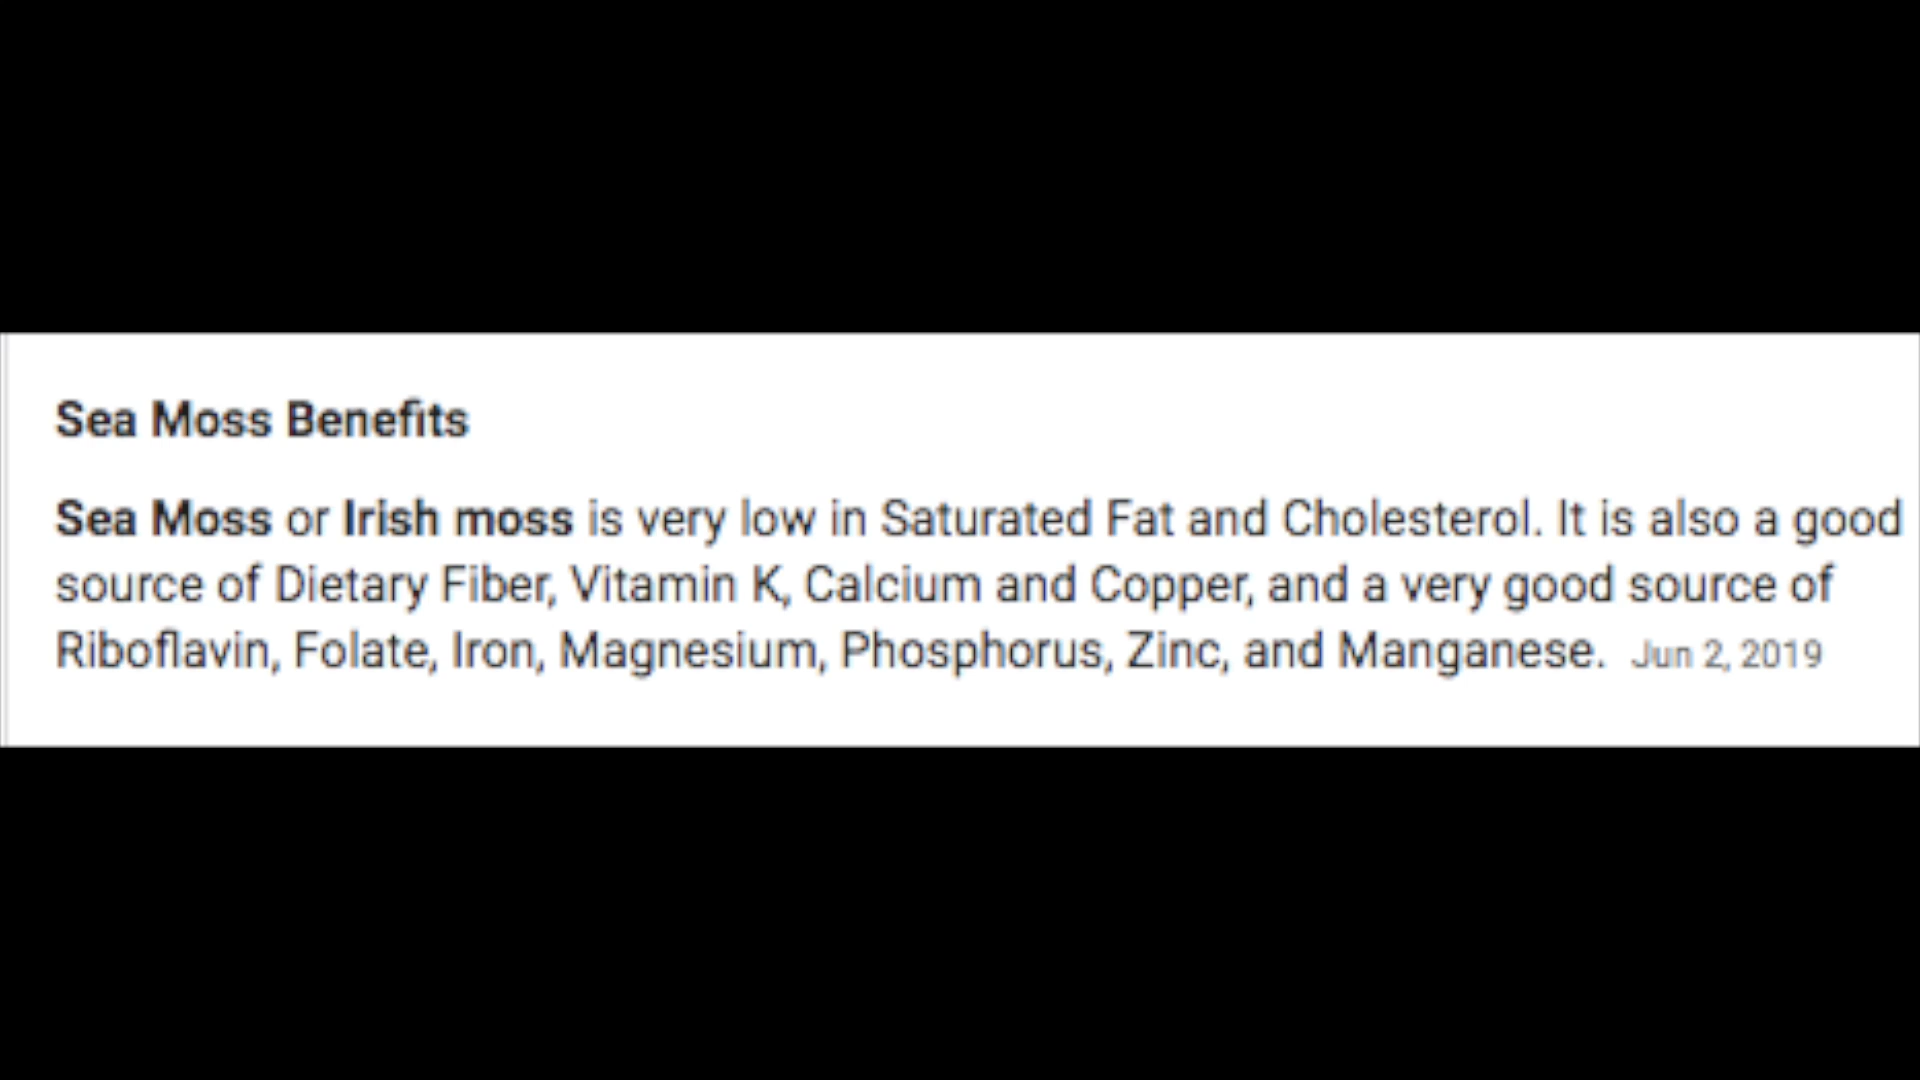 Sea Moss Benefits
Sea Moss or Irish moss is very low in Saturated Fat and Cholesterol. It is also a good
source of Dietary Fiber, Vitamin K, Calcium and Copper, and a very good source of
Riboflavin, Folate, Iron, Magnesium, Phosphorus, Zinc, and Manganese. Jun 2, 2019